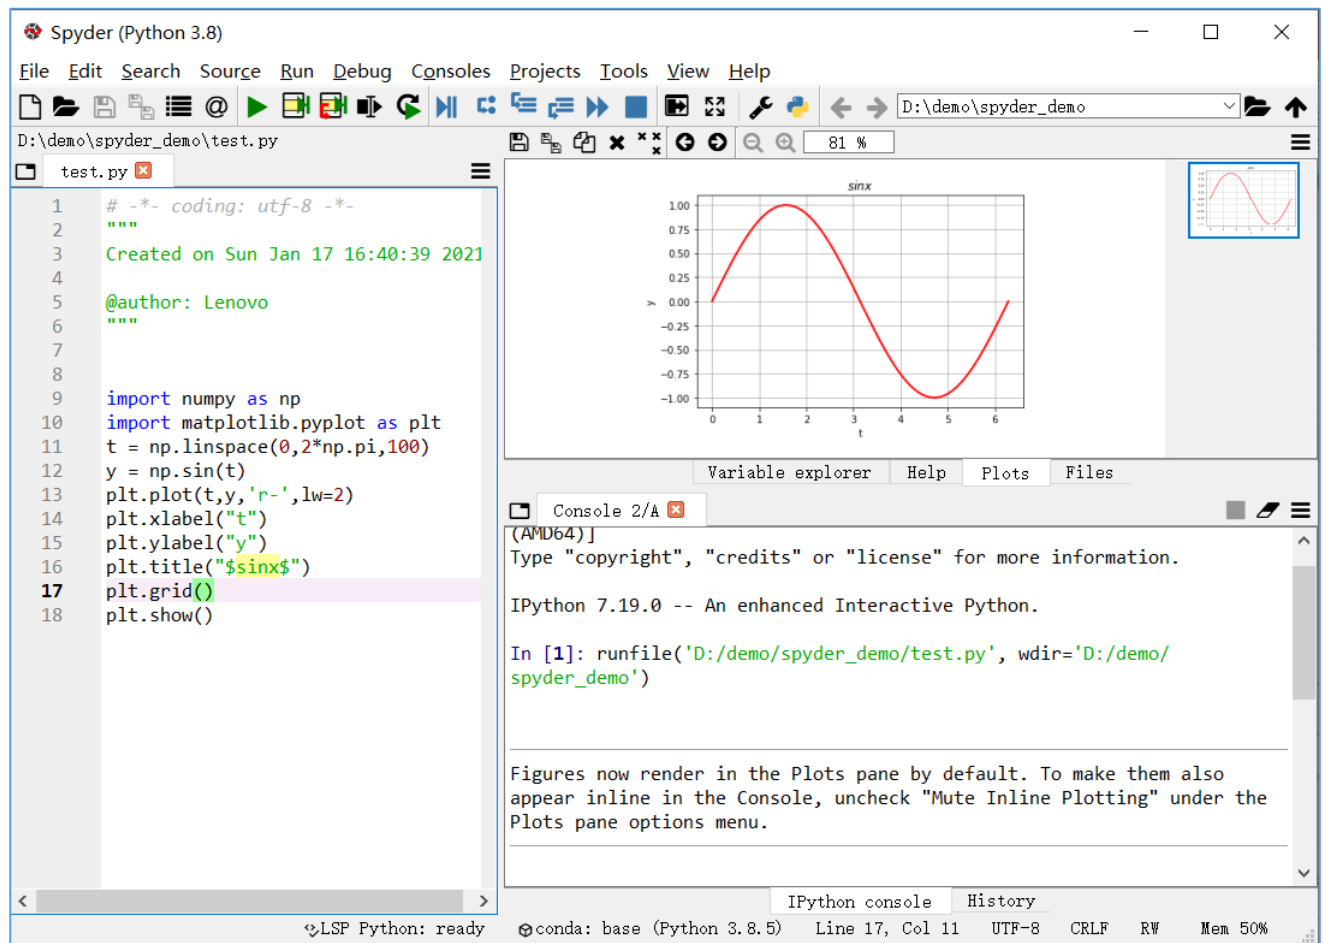 Spyder (Python 3.8)
File Edit Search Source Run Debug Consoles Projects Tools View Help
D:\demo\spyder_demo
D:\demo\spyder_demo\test.py
81 %
test.py
1 # -*- coding: utf-8 -*-
2 """
3 Created on Sun Jan 17 16:40:39 2021
4
5 @author: Lenovo
6 """
7
8
9 import numpy as np
10 import matplotlib.pyplot as plt
11 t = np.linspace(0,2*np.pi,100)
12 y = np.sin(t)
13 plt.plot(t,y,'r-',lw=2)
14 plt.xlabel("t")
15 plt.ylabel("y")
16 plt.title("$sinx$")
17 plt.grid()
18 plt.show()
sinx
1.00
0.75
0.50
0.25
0.00
−0.25
−0.50
−0.75
−1.00
y
0 1 2 3 4 5 6
t
Variable explorer Help Plots Files
Console 2/A
(AMD64)]
Type "copyright", "credits" or "license" for more information.
IPython 7.19.0 -- An enhanced Interactive Python.
In [1]: runfile('D:/demo/spyder_demo/test.py', wdir='D:/demo/
spyder_demo')
Figures now render in the Plots pane by default. To make them also
appear inline in the Console, uncheck "Mute Inline Plotting" under the
Plots pane options menu.
IPython console History
LSP Python: ready conda: base (Python 3.8.5) Line 17, Col 11 UTF-8 CRLF RW Mem 50%